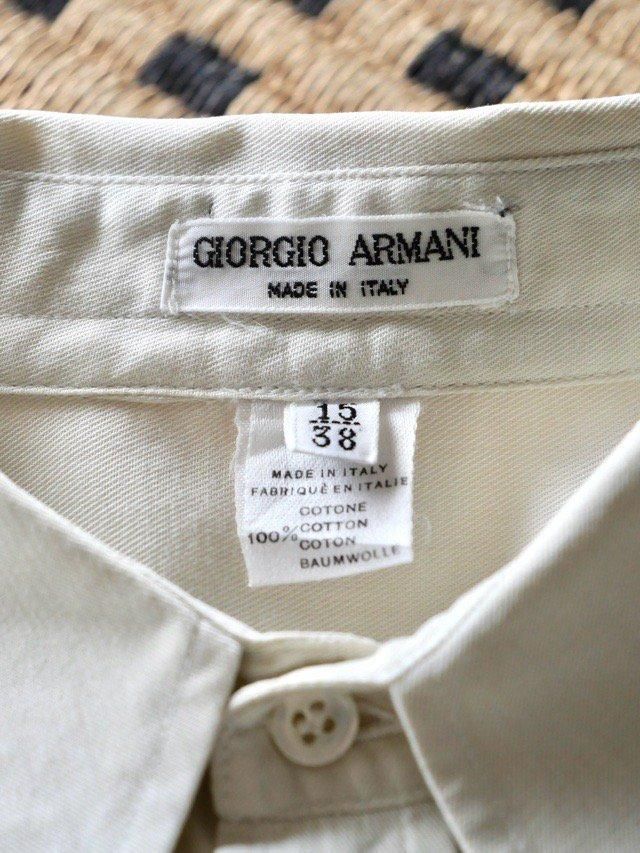 GIORGIO ARMANI
MADE IN ITALY
15
38
MADE IN ITALY
FABRIQUÈ EN ITALIE
COTONE
100% COTTON
COTON
BAUMWOLLE